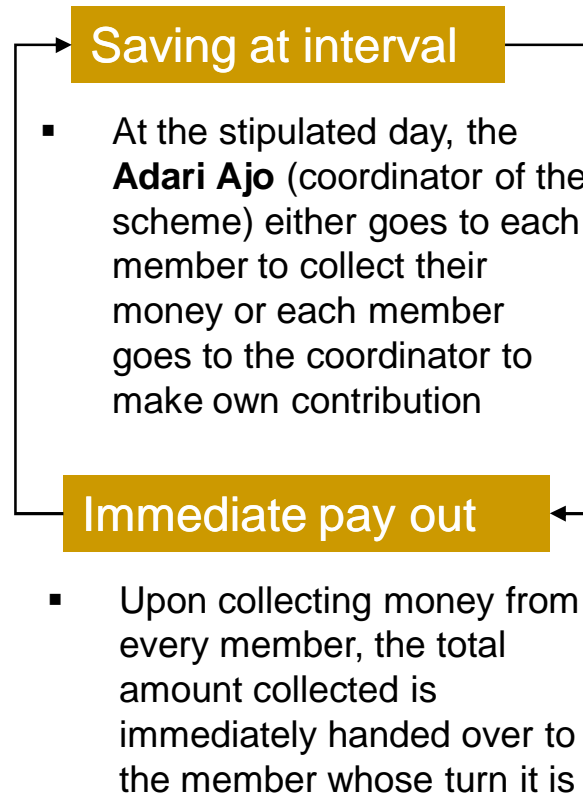 Saving at interval
▪ At the stipulated day, the
Adari Ajo (coordinator of the
scheme) either goes to each
member to collect their
money or each member
goes to the coordinator to
make own contribution
Immediate pay out
▪ Upon collecting money from
every member, the total
amount collected is
immediately handed over to
the member whose turn it is